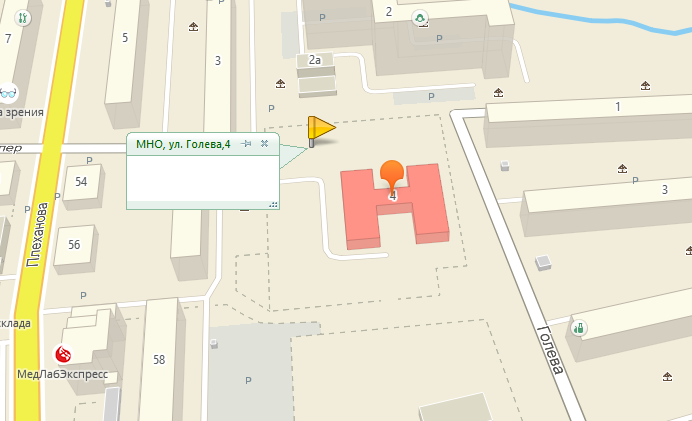 2
7
5
3
2а
P
P
P
1
а зрения
МНО, ул. Голева,4
пер
P
54
4
3
P
Плеханова
56
P
склада
Голева
58
МедЛабЭкспресс
P
P